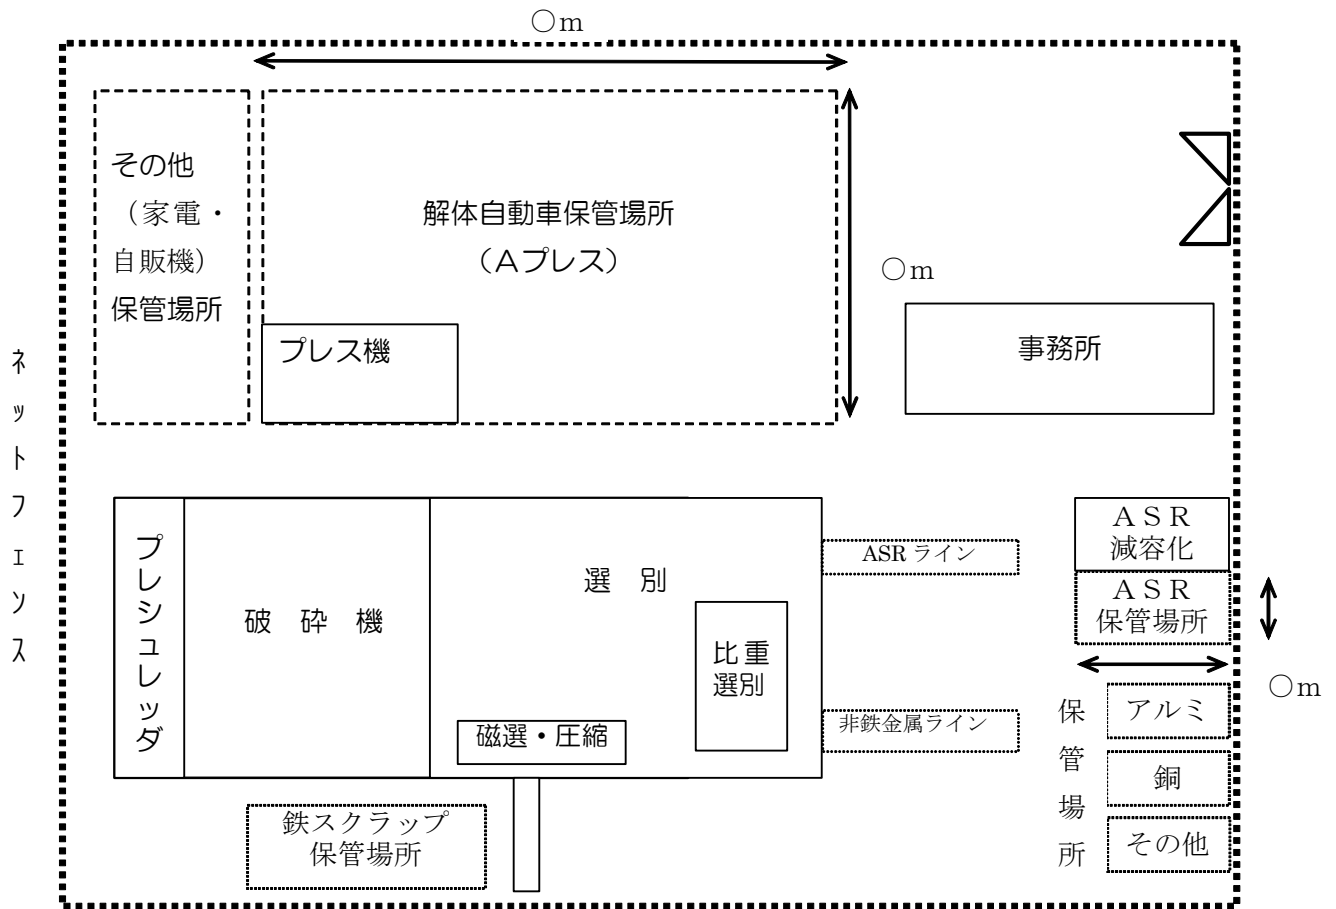 ○m
その他
（家電・
自販機）
保管場所
解体自動車保管場所
（Ａプレス）
○m
プレス機
事務所
ネットフェンス
プレシュレッダ
破　砕　機
選　別
比重
選別
磁選・圧縮
ASR ライン
非鉄金属ライン
ＡＳＲ
減容化
ＡＳＲ
保管場所
○m
保管場所
アルミ
銅
その他
鉄スクラップ
保管場所